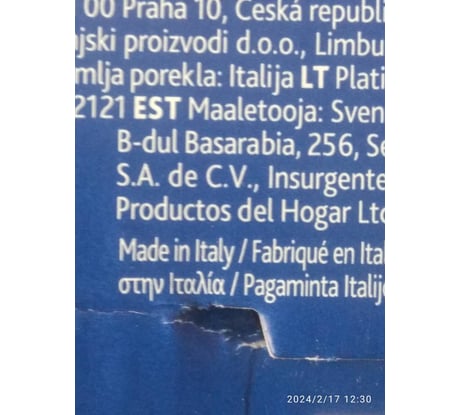 00 Praha 10, Česká republi
jski proizvodi d.o.o., Limbu
mlja porekla: Italija LT Plati
2121 EST Maaletooja: Sven
B-dul Basarabia, 256, Se
S.A. de C.V., Insurgente
Productos del Hogar Ltd
Made in Italy / Fabriqué en Ital
στην Ιταλία / Pagaminta Italijo
2024/2/17 12:30